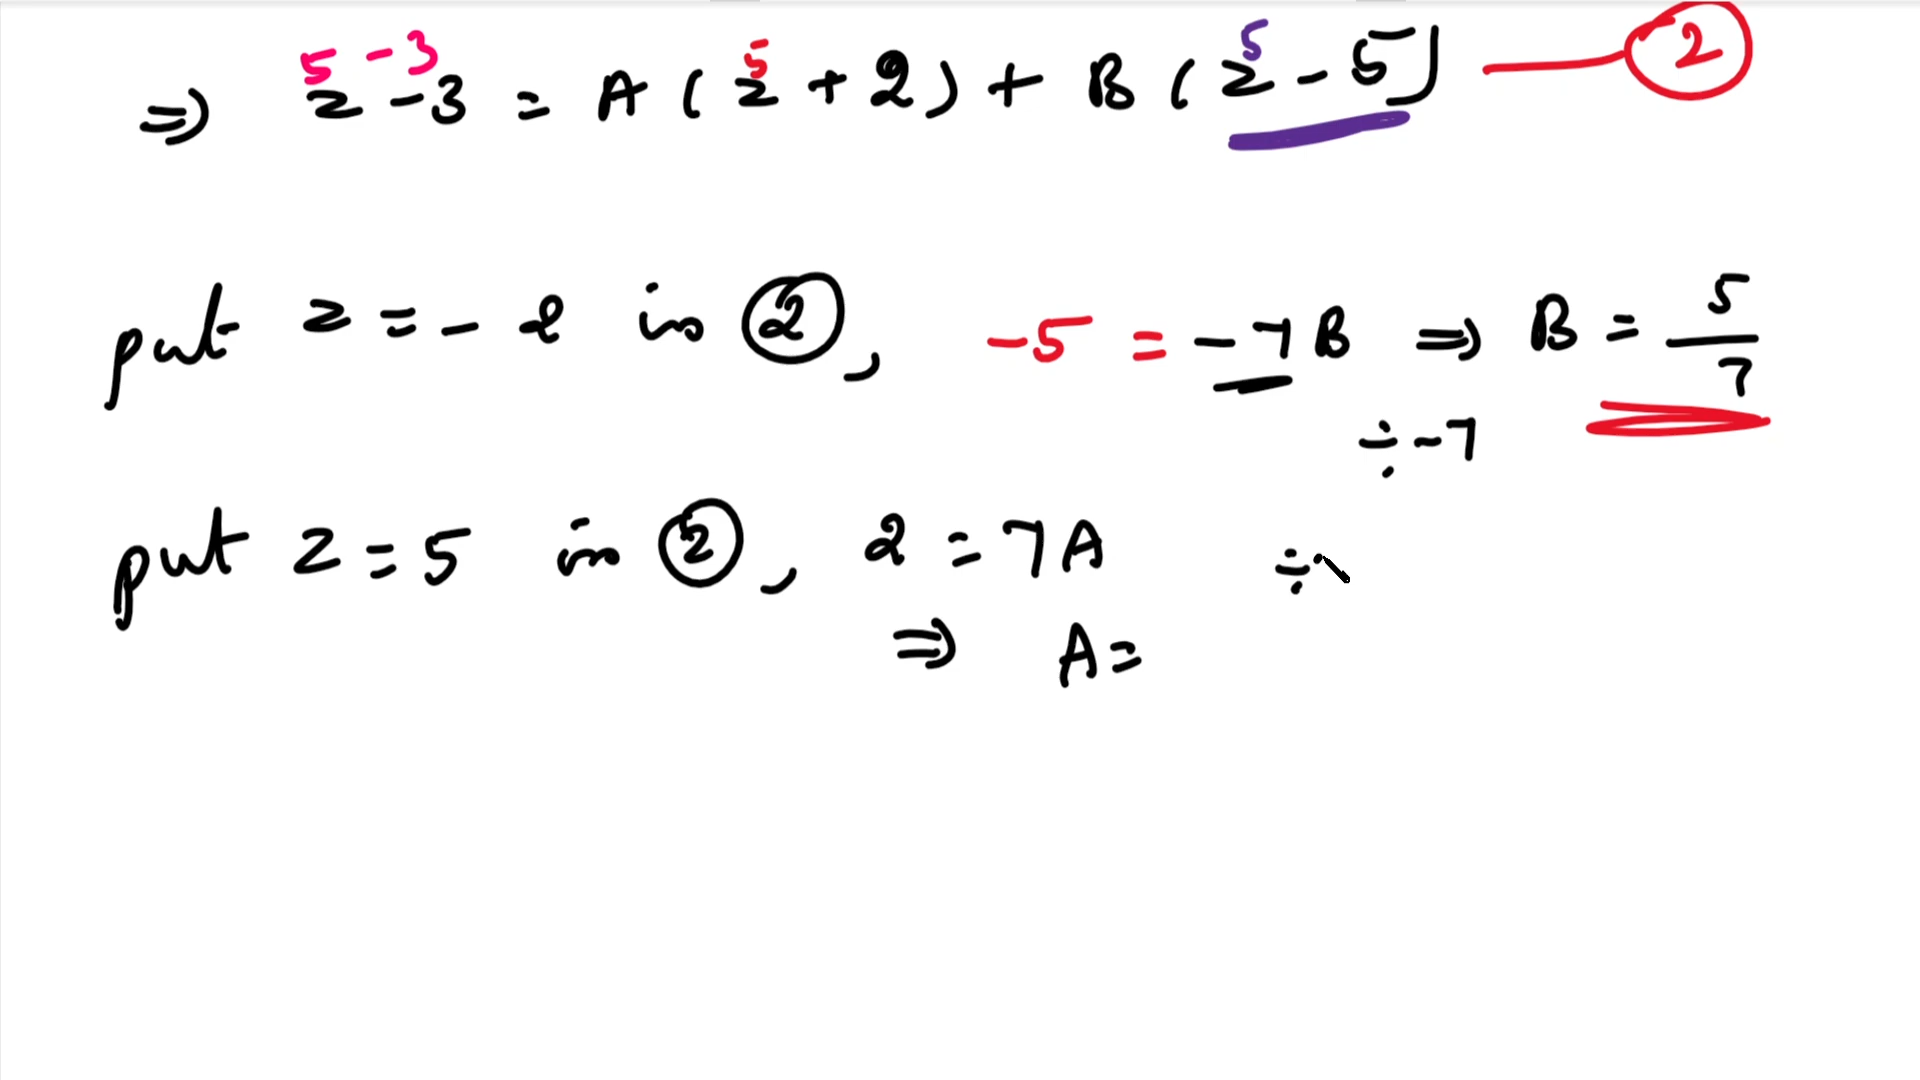 5 -3 5 5
⇒ z - 3 = A ( z + 2 ) + B ( z - 5 ) — ②
put z = - 2 in ②, -5 = -7B ⇒ B = 5/7
÷ -7
put z = 5 in ②, 2 = 7A ÷
⇒ A =